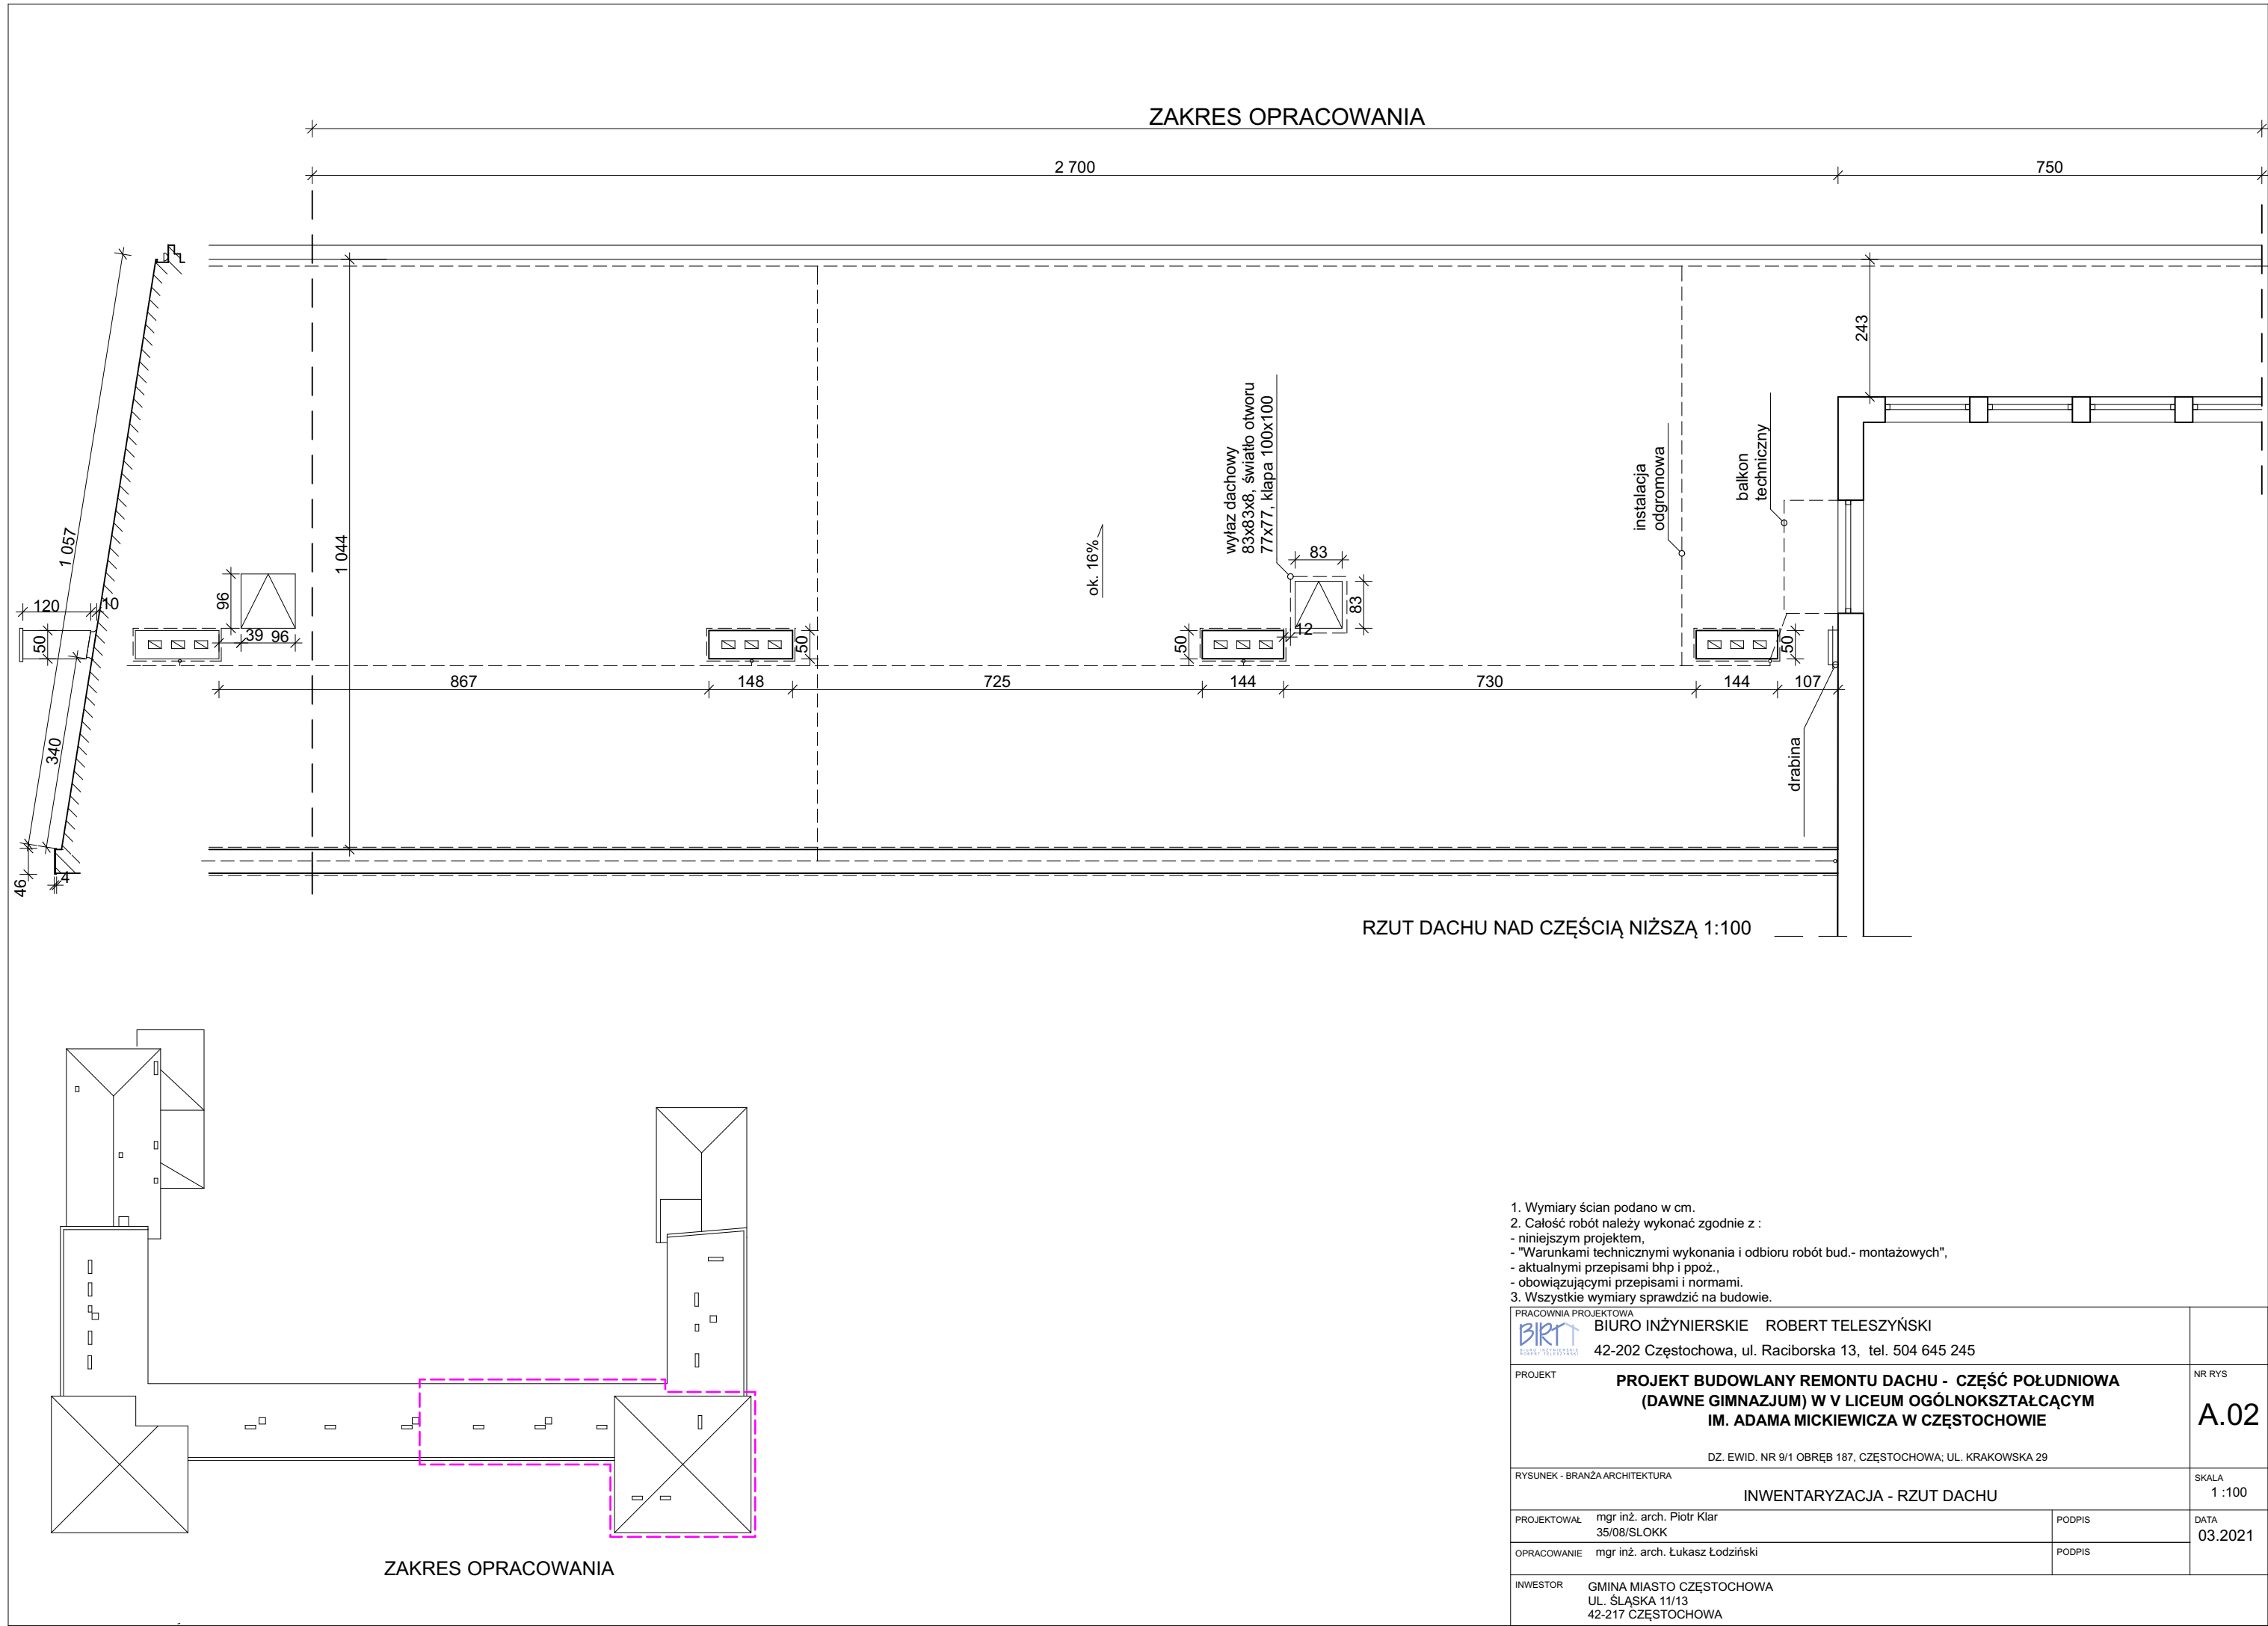 ZAKRES OPRACOWANIA
2 700
750
243
1 057
1 044
ok. 16%
wyłaz dachowy
83x83x8, światło otworu
77x77, klapa 100x100
instalacja
odgromowa
balkon
techniczny
83
83
96
120
10
50
39
96
50
50
12
50
867
148
725
144
730
144
107
340
drabina
46
4
RZUT DACHU NAD CZĘŚCIĄ NIŻSZĄ 1:100
ZAKRES OPRACOWANIA
1. Wymiary ścian podano w cm.
2. Całość robót należy wykonać zgodnie z :
- niniejszym projektem,
- "Warunkami technicznymi wykonania i odbioru robót bud.- montażowych",
- aktualnymi przepisami bhp i ppoż.,
- obowiązującymi przepisami i normami.
3. Wszystkie wymiary sprawdzić na budowie.
PRACOWNIA PROJEKTOWA
BIRT
BIURO INŻYNIERSKIE
ROBERT TELESZYŃSKI
BIURO INŻYNIERSKIE ROBERT TELESZYŃSKI
42-202 Częstochowa, ul. Raciborska 13, tel. 504 645 245
PROJEKT
PROJEKT BUDOWLANY REMONTU DACHU - CZĘŚĆ POŁUDNIOWA
(DAWNE GIMNAZJUM) W V LICEUM OGÓLNOKSZTAŁCĄCYM
IM. ADAMA MICKIEWICZA W CZĘSTOCHOWIE
DZ. EWID. NR 9/1 OBRĘB 187, CZĘSTOCHOWA; UL. KRAKOWSKA 29
NR RYS
A.02
RYSUNEK - BRANŻA ARCHITEKTURA
INWENTARYZACJA - RZUT DACHU
SKALA
1 :100
PROJEKTOWAŁ mgr inż. arch. Piotr Klar
35/08/SLOKK
PODPIS
DATA
03.2021
OPRACOWANIE mgr inż. arch. Łukasz Łodziński
PODPIS
INWESTOR GMINA MIASTO CZĘSTOCHOWA
UL. ŚLĄSKA 11/13
42-217 CZĘSTOCHOWA